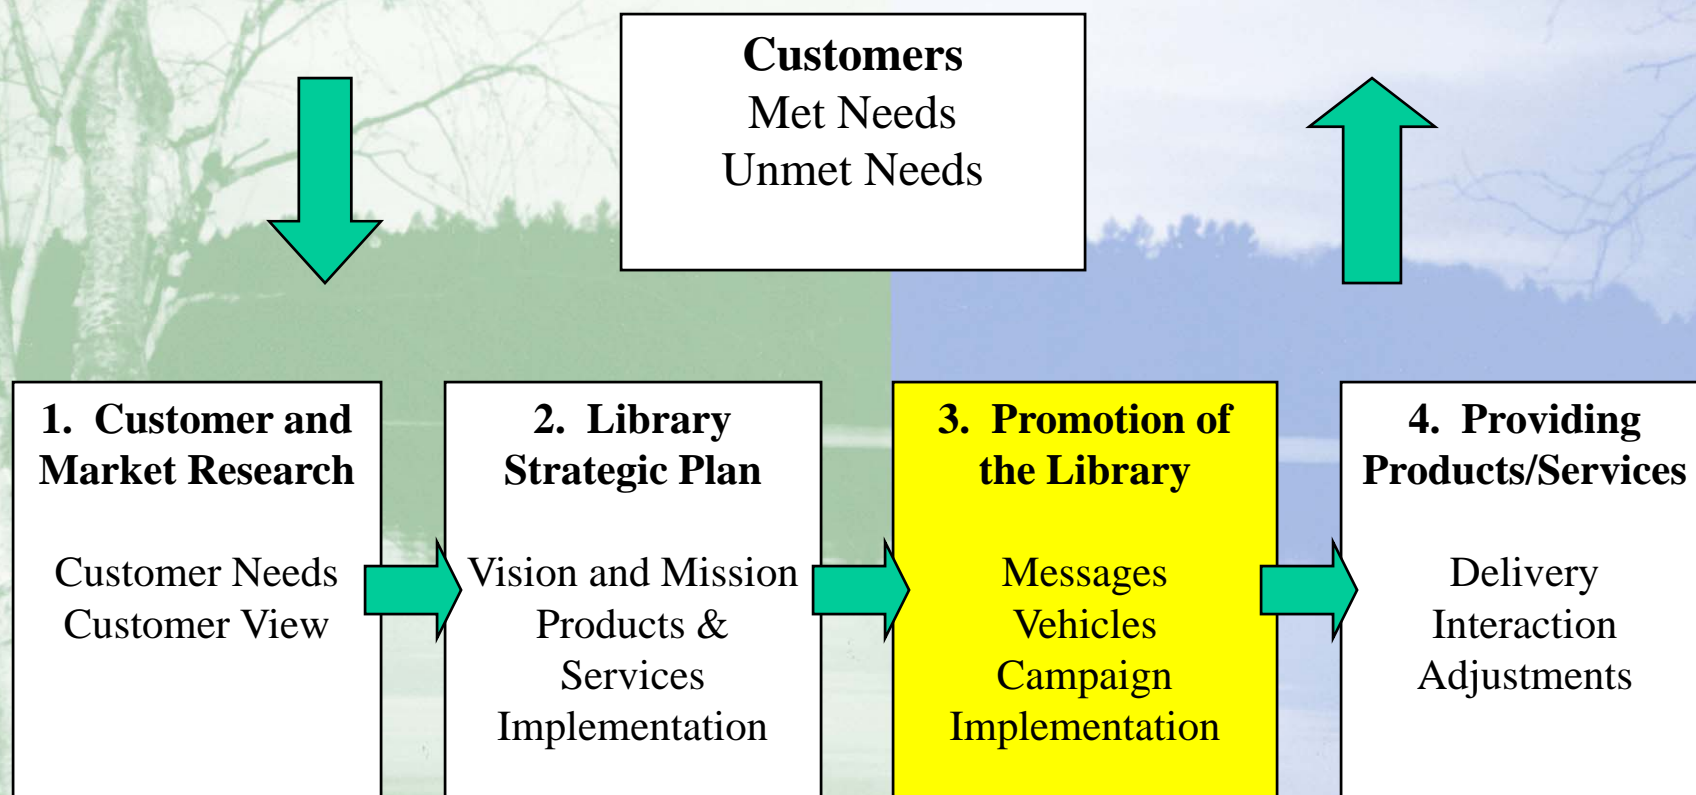 Customers
Met Needs
Unmet Needs
1. Customer and
Market Research
Customer Needs
Customer View
2. Library
Strategic Plan
Vision and Mission
Products &
Services
Implementation
3. Promotion of
the Library
Messages
Vehicles
Campaign
Implementation
4. Providing
Products/Services
Delivery
Interaction
Adjustments